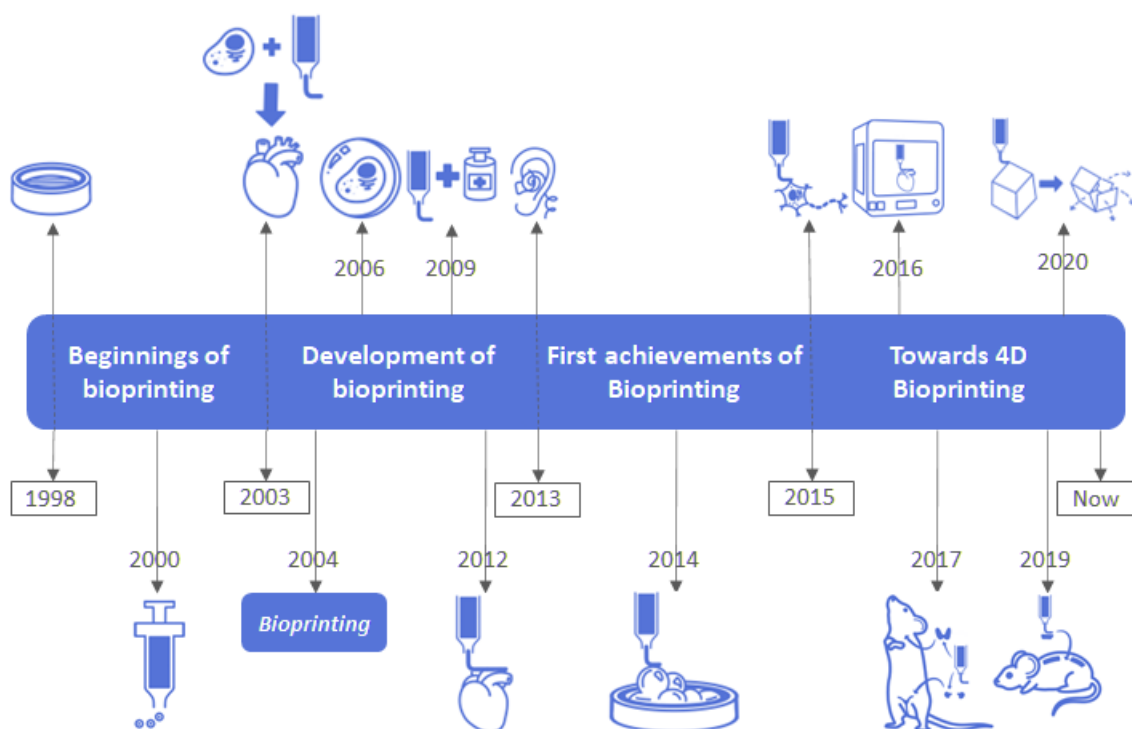 2006
2009
2016
2020
Beginnings of
bioprinting
Development of
bioprinting
First achievements of
Bioprinting
Towards 4D
Bioprinting
1998
2003
2013
2015
Now
2000
2004
2012
2014
2017
2019
Bioprinting